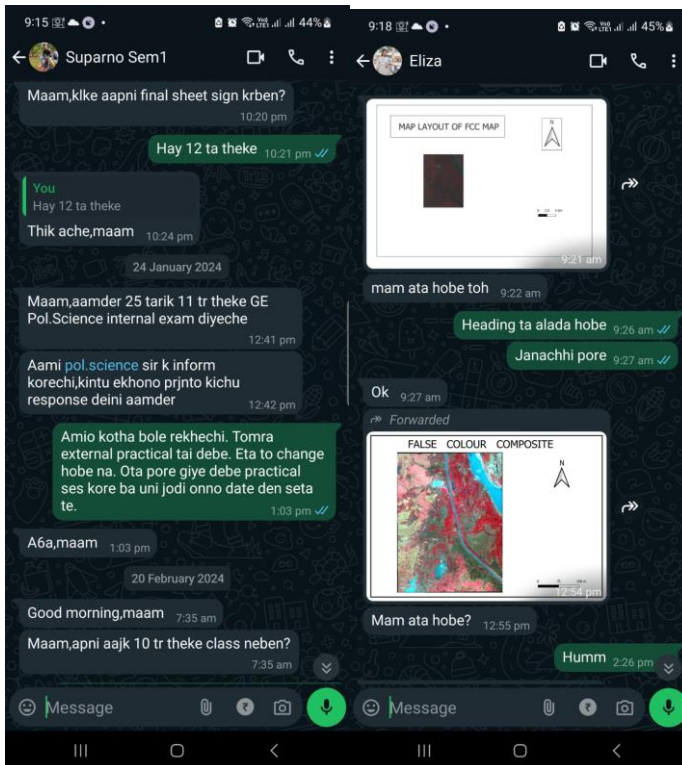 9:15
44%
Suparno Sem1
Maam,klke aapni final sheet sign krben?
10:20 pm
Hay 12 ta theke 10:21 pm
You
Hay 12 ta theke
Thik ache,maam 10:24 pm
24 January 2024
Maam,aamder 25 tarik 11 tr theke GE
Pol.Science internal exam diyeche
12:41 pm
Aami pol.science sir k inform
korechi,kintu ekhono prjnto kichu
response deini aamder
12:42 pm
Amio kotha bole rekhechi. Tomra
external practical tai debe. Eta to change
hobe na. Ota pore giye debe practical
ses kore ba uni jodi onno date den seta
te.
1:03 pm
A6a,maam 1:03 pm
20 February 2024
Good morning,maam 7:35 am
Maam,apni aajk 10 tr theke class neben?
7:35 am
Message
9:18
45%
Eliza
MAP LAYOUT OF FCC MAP
N
9:21 am
mam ata hobe toh 9:22 am
Heading ta alada hobe 9:26 am
Janachhi pore 9:27 am
Ok 9:27 am
Forwarded
FALSE COLOUR COMPOSITE
N
12:54 pm
Mam ata hobe? 12:55 pm
Humm 2:26 pm
Message